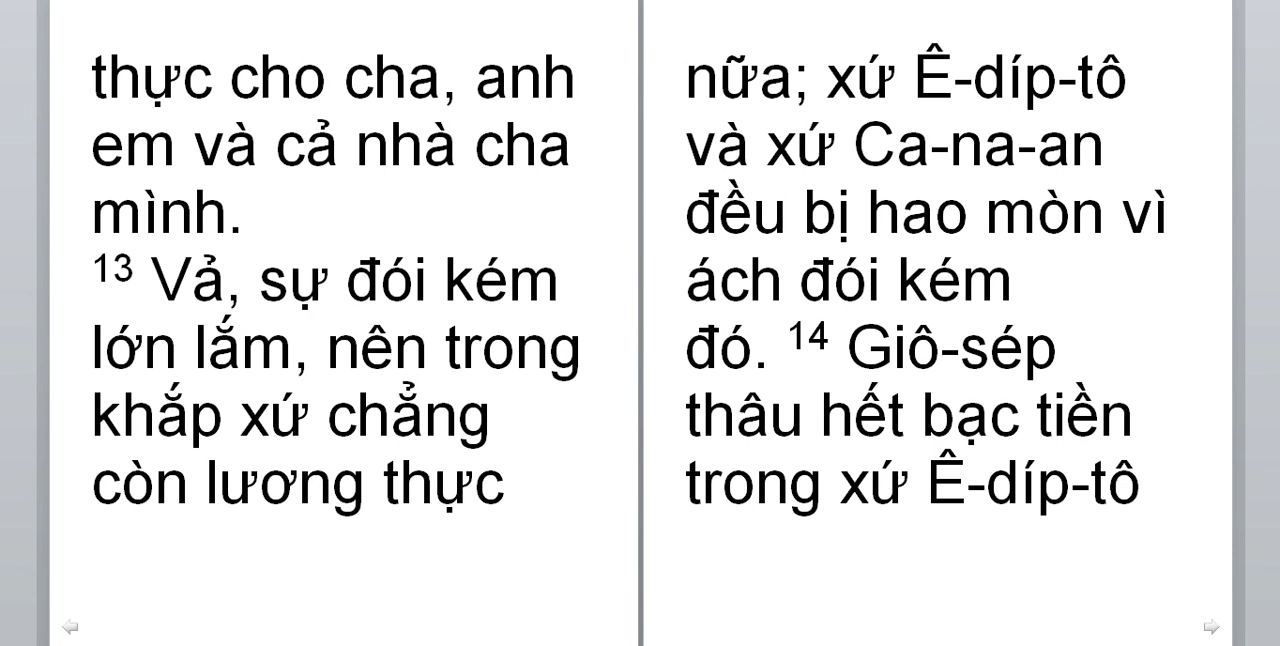 thực cho cha, anh
em và cả nhà cha
mình.
13 Vả, sự đói kém
lớn lắm, nên trong
khắp xứ chẳng
còn lương thực
nữa; xứ Ê-díp-tô
và xứ Ca-na-an
đều bị hao mòn vì
ách đói kém
đó. 14 Giô-sép
thâu hết bạc tiền
trong xứ Ê-díp-tô